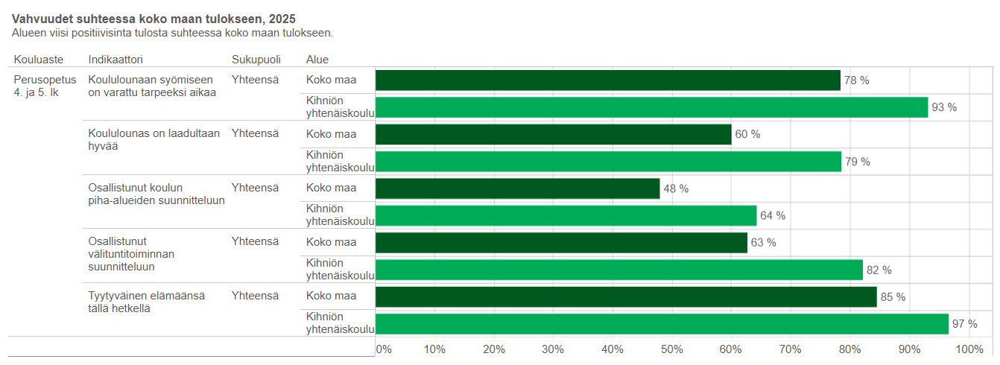 Vahvuudet suhteessa koko maan tulokseen, 2025
Alueen viisi positiivisinta tulosta suhteessa koko maan tulokseen.
Kouluaste Indikaattori Sukupuoli Alue
Perusopetus 4. ja 5. lk
Koululounaan syömiseen on varattu tarpeeksi aikaa
Yhteensä
Koko maa 78 %
Kihniön yhtenäiskoulu 93 %
Koululounas on laadultaan hyvää
Yhteensä
Koko maa 60 %
Kihniön yhtenäiskoulu 79 %
Osallistunut koulun piha-alueiden suunnitteluun
Yhteensä
Koko maa 48 %
Kihniön yhtenäiskoulu 64 %
Osallistunut välituntitoiminnan suunnitteluun
Yhteensä
Koko maa 63 %
Kihniön yhtenäiskoulu 82 %
Tyytyväinen elämäänsä tällä hetkellä
Yhteensä
Koko maa 85 %
Kihniön yhtenäiskoulu 97 %
0% 10% 20% 30% 40% 50% 60% 70% 80% 90% 100%